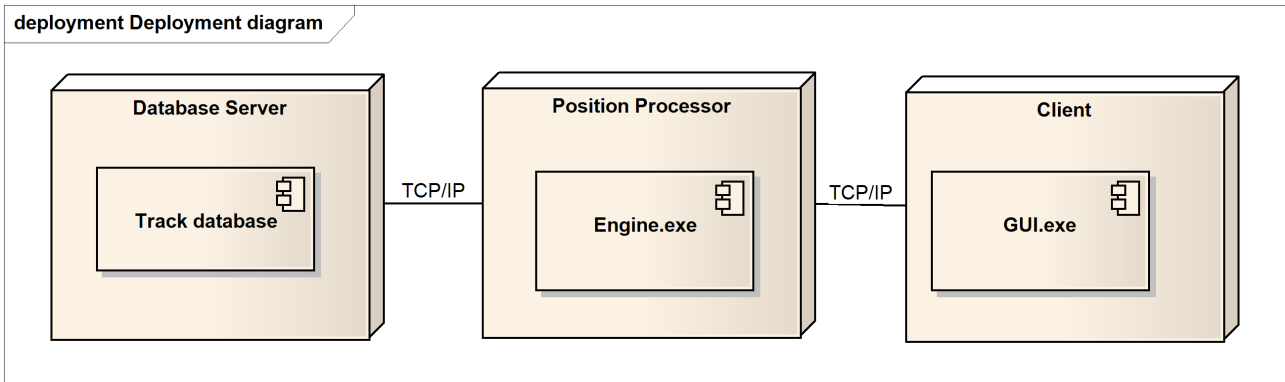 deployment Deployment diagram
Database Server
Track database
TCP/IP
Position Processor
Engine.exe
TCP/IP
Client
GUI.exe